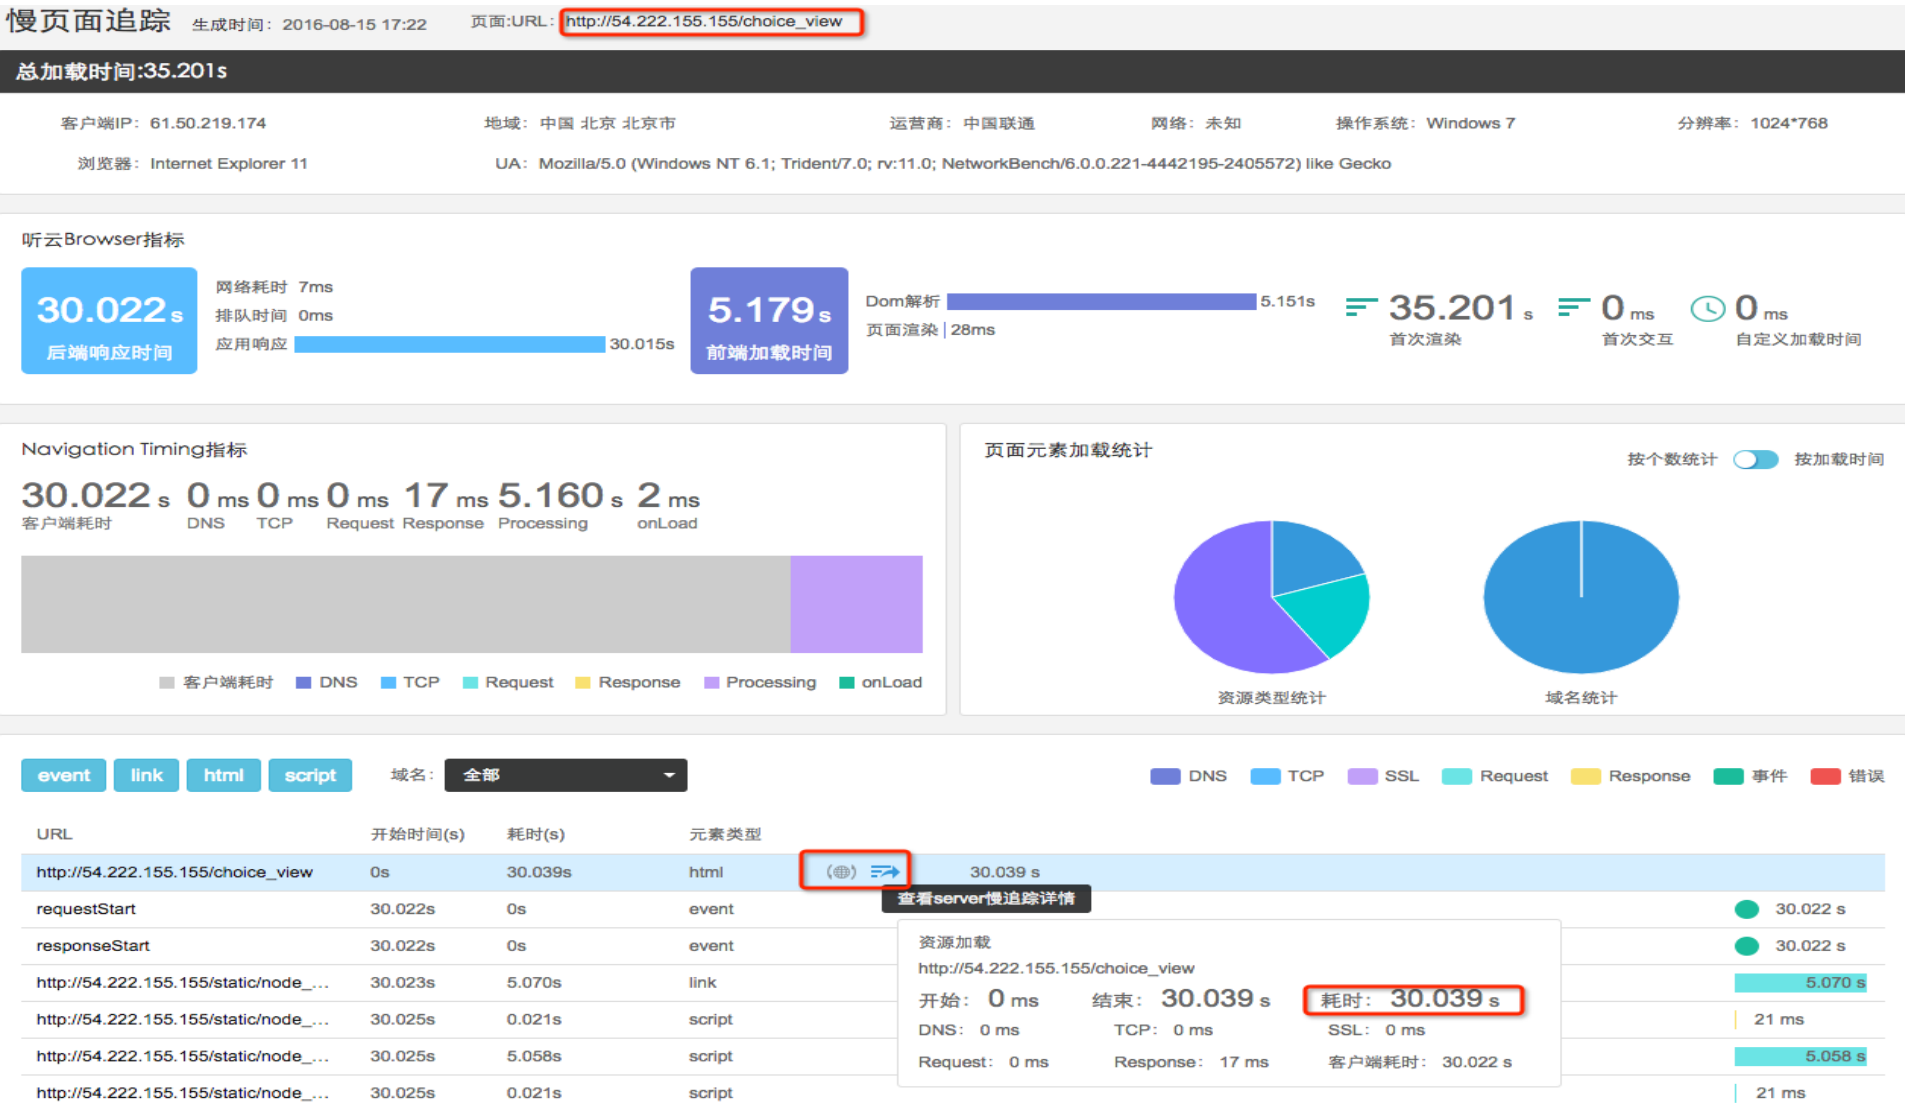 慢页面追踪 生成时间: 2016-08-15 17:22 页面:URL: http://54.222.155.155/choice_view
总加载时间:35.201s
客户端IP: 61.50.219.174 地域: 中国 北京 北京市 运营商: 中国联通 网络: 未知 操作系统: Windows 7 分辨率: 1024*768
浏览器: Internet Explorer 11 UA: Mozilla/5.0 (Windows NT 6.1; Trident/7.0; rv:11.0; NetworkBench/6.0.0.221-4442195-2405572) like Gecko
听云Browser指标
30.022 s
后端响应时间
网络耗时 7ms
排队时间 0ms
应用响应 30.015s
5.179 s
前端加载时间
Dom解析 5.151s
页面渲染 28ms
35.201 s
首次渲染
0 ms
首次交互
0 ms
自定义加载时间
Navigation Timing指标
30.022 s 0 ms 0 ms 0 ms 17 ms 5.160 s 2 ms
客户端耗时 DNS TCP Request Response Processing onLoad
客户端耗时 DNS TCP Request Response Processing onLoad
页面元素加载统计
按个数统计 按加载时间
资源类型统计 域名统计
event link html script 域名: 全部
DNS TCP SSL Request Response 事件 错误
URL 开始时间(s) 耗时(s) 元素类型
http://54.222.155.155/choice_view 0s 30.039s html 30.039 s
查看server慢追踪详情
requestStart 30.022s 0s event 30.022 s
responseStart 30.022s 0s event 30.022 s
http://54.222.155.155/static/node_... 30.023s 5.070s link 5.070 s
http://54.222.155.155/static/node_... 30.025s 0.021s script 21 ms
http://54.222.155.155/static/node_... 30.025s 5.058s script 5.058 s
http://54.222.155.155/static/node_... 30.025s 0.021s script 21 ms
资源加载
http://54.222.155.155/choice_view
开始: 0 ms 结束: 30.039 s 耗时: 30.039 s
DNS: 0 ms TCP: 0 ms SSL: 0 ms
Request: 0 ms Response: 17 ms 客户端耗时: 30.022 s